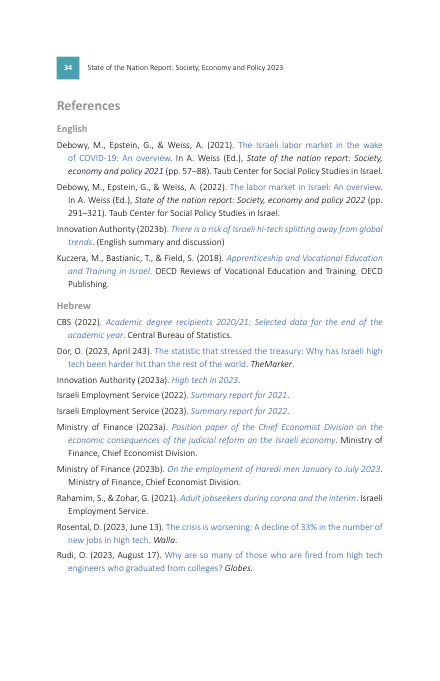 34 State of the Nation Report: Society, Economy and Policy 2023
References
English
Debowy, M., Epstein, G., & Weiss, A. (2021). The Israeli labor market in the wake
of COVID-19: An overview. In A. Weiss (Ed.), State of the nation report: Society,
economy and policy 2021 (pp. 57–88). Taub Center for Social Policy Studies in Israel.
Debowy, M., Epstein, G., & Weiss, A. (2022). The labor market in Israel: An overview.
In A. Weiss (Ed.), State of the nation report: Society, economy and policy 2022 (pp.
291–321). Taub Center for Social Policy Studies in Israel.
Innovation Authority (2023b). There is a risk of Israeli hi-tech splitting away from global
trends. (English summary and discussion)
Kuczera, M., Bastianic, T., & Field, S. (2018). Apprenticeship and Vocational Education
and Training in Israel. OECD Reviews of Vocational Education and Training. OECD
Publishing.
Hebrew
CBS (2022). Academic degree recipients 2020/21: Selected data for the end of the
academic year. Central Bureau of Statistics.
Dor, O. (2023, April 243). The statistic that stressed the treasury: Why has Israeli high
tech been harder hit than the rest of the world. TheMarker.
Innovation Authority (2023a). High tech in 2023.
Israeli Employment Service (2022). Summary report for 2021.
Israeli Employment Service (2023). Summary report for 2022.
Ministry of Finance (2023a). Position paper of the Chief Economist Division on the
economic consequences of the judicial reform on the Israeli economy. Ministry of
Finance, Chief Economist Division.
Ministry of Finance (2023b). On the employment of Haredi men January to July 2023.
Ministry of Finance, Chief Economist Division.
Rahamim, S., & Zohar, G. (2021). Adult jobseekers during corona and the interim. Israeli
Employment Service.
Rosental, D. (2023, June 13). The crisis is worsening: A decline of 33% in the number of
new jobs in high tech. Walla.
Rudi, O. (2023, August 17). Why are so many of those who are fired from high tech
engineers who graduated from colleges? Globes.